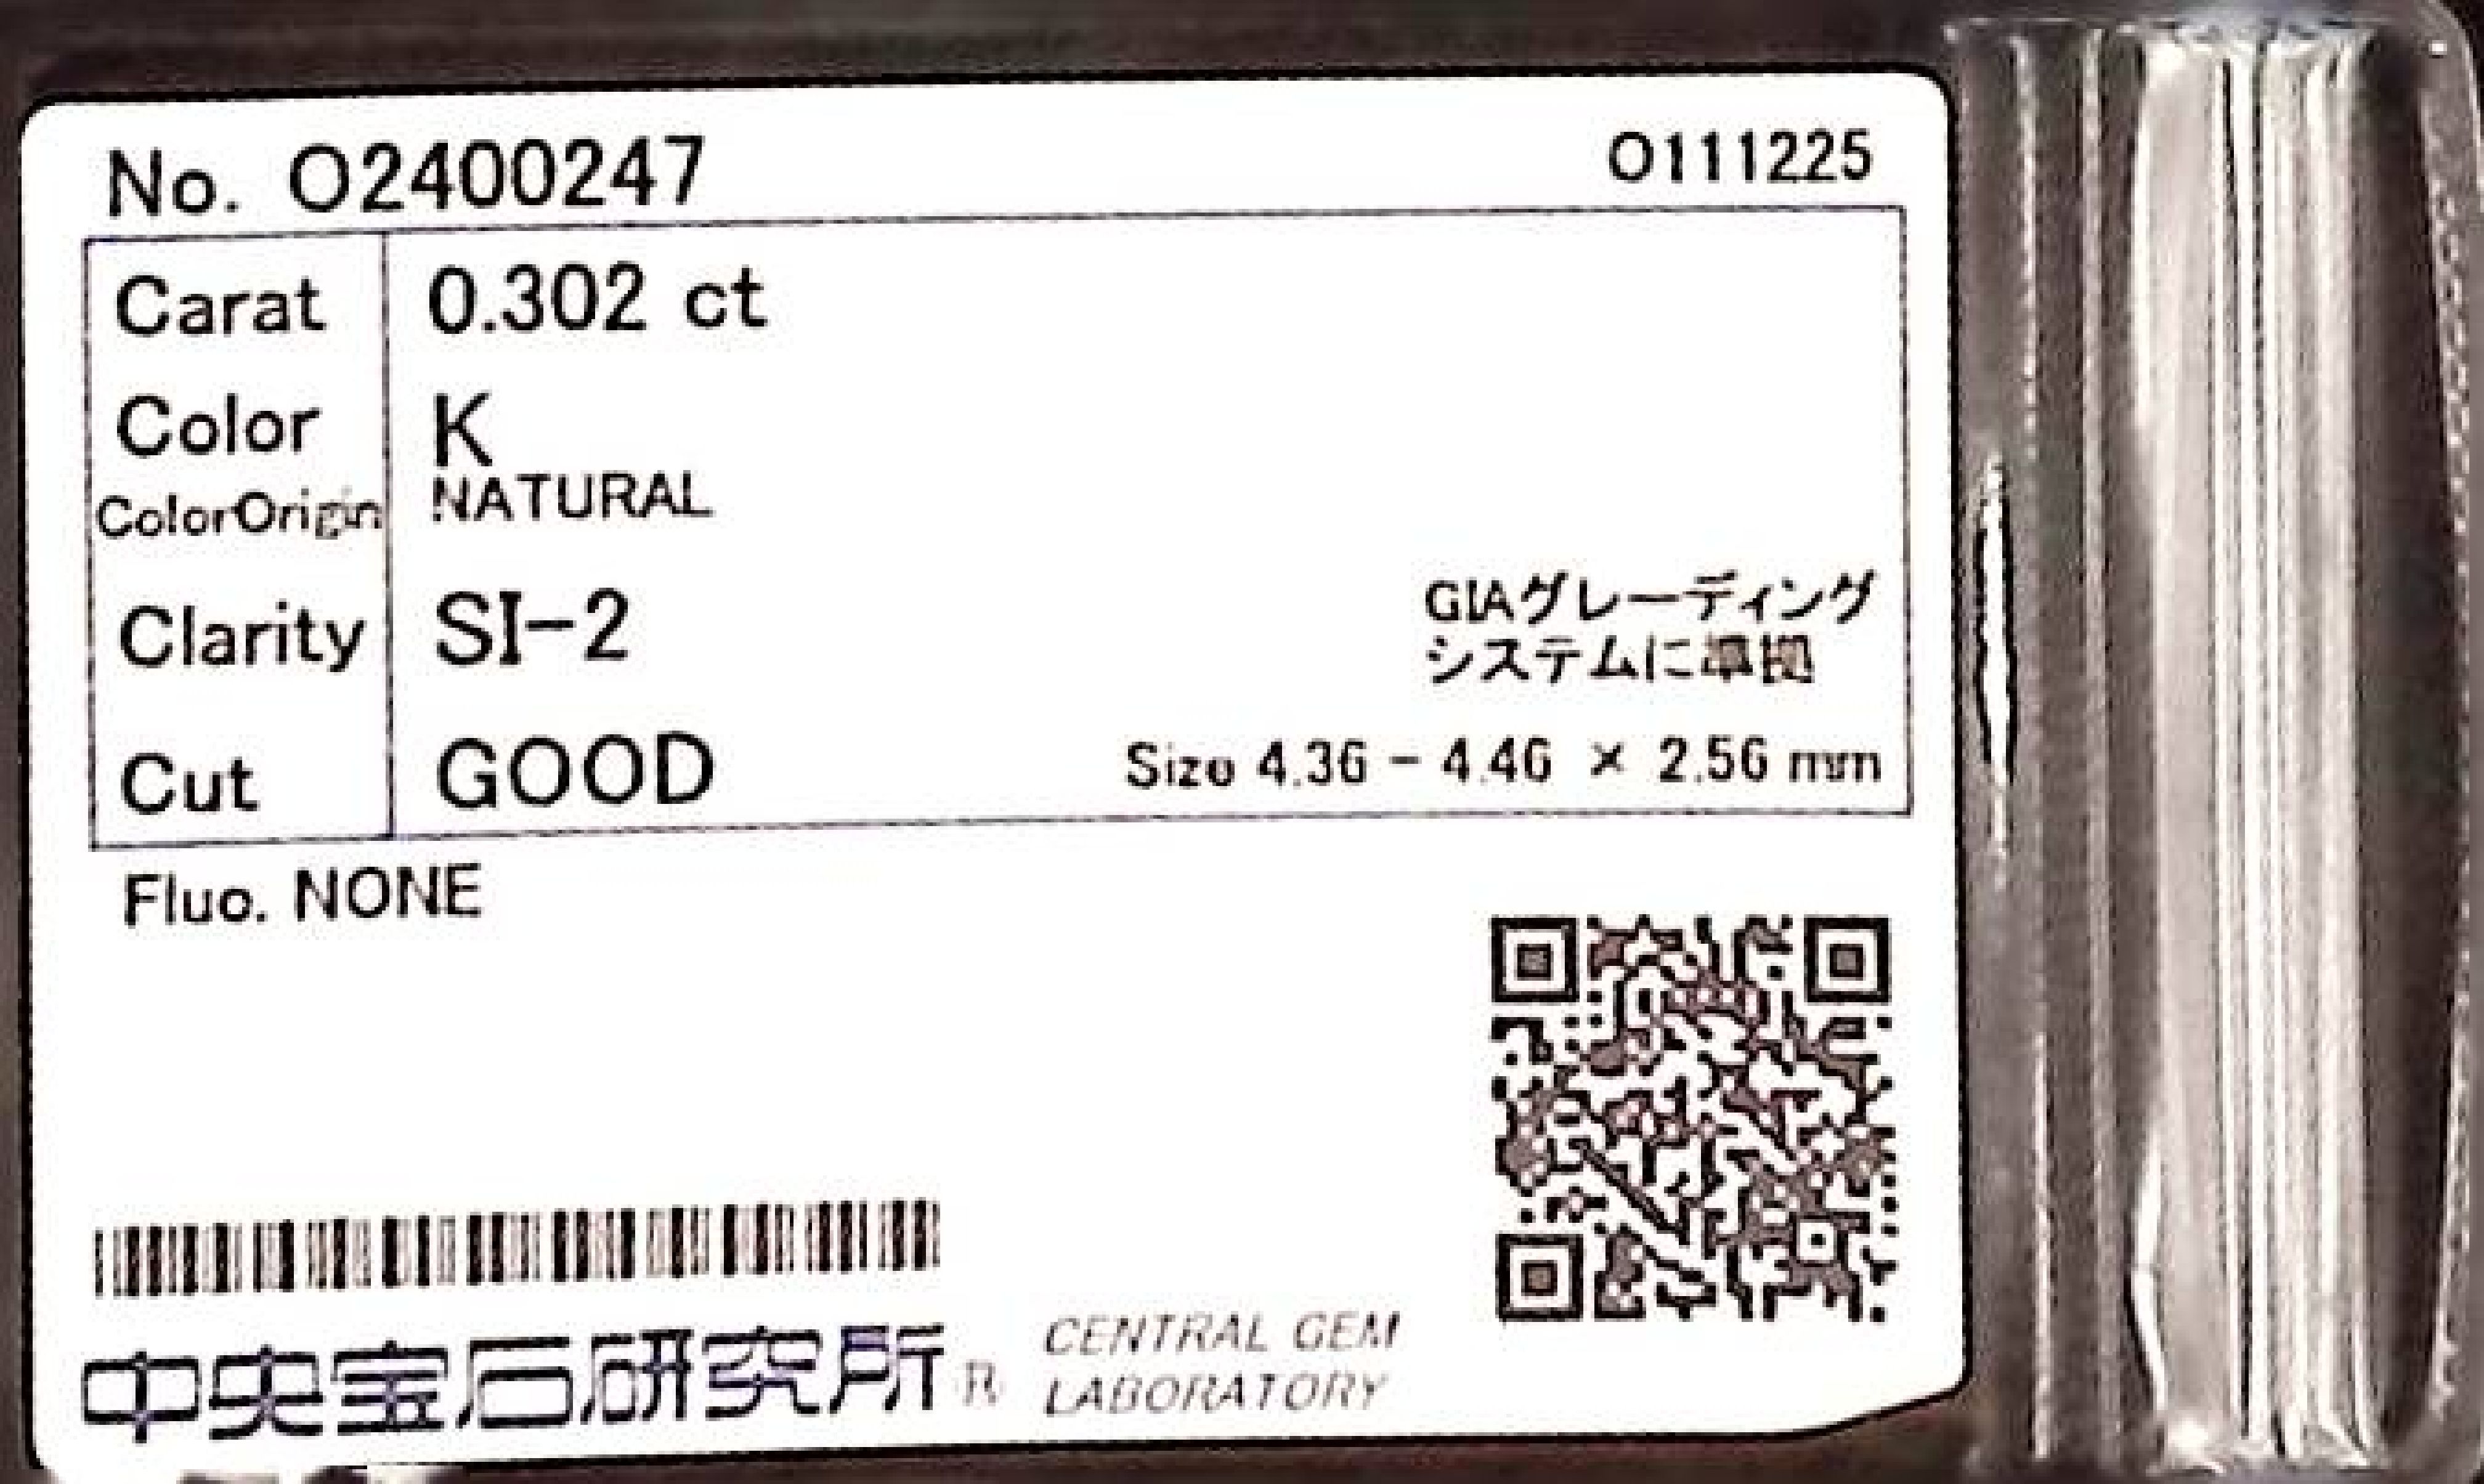 No. O2400247
O111225
Carat 0.302 ct
Color K
ColorOrigin NATURAL
Clarity SI-2
GIAグレーディング
システムに準拠
Cut GOOD
Size 4.36 - 4.46 × 2.56 mm
Fluo. NONE
中央宝石研究所 ®
CENTRAL GEM
LABORATORY